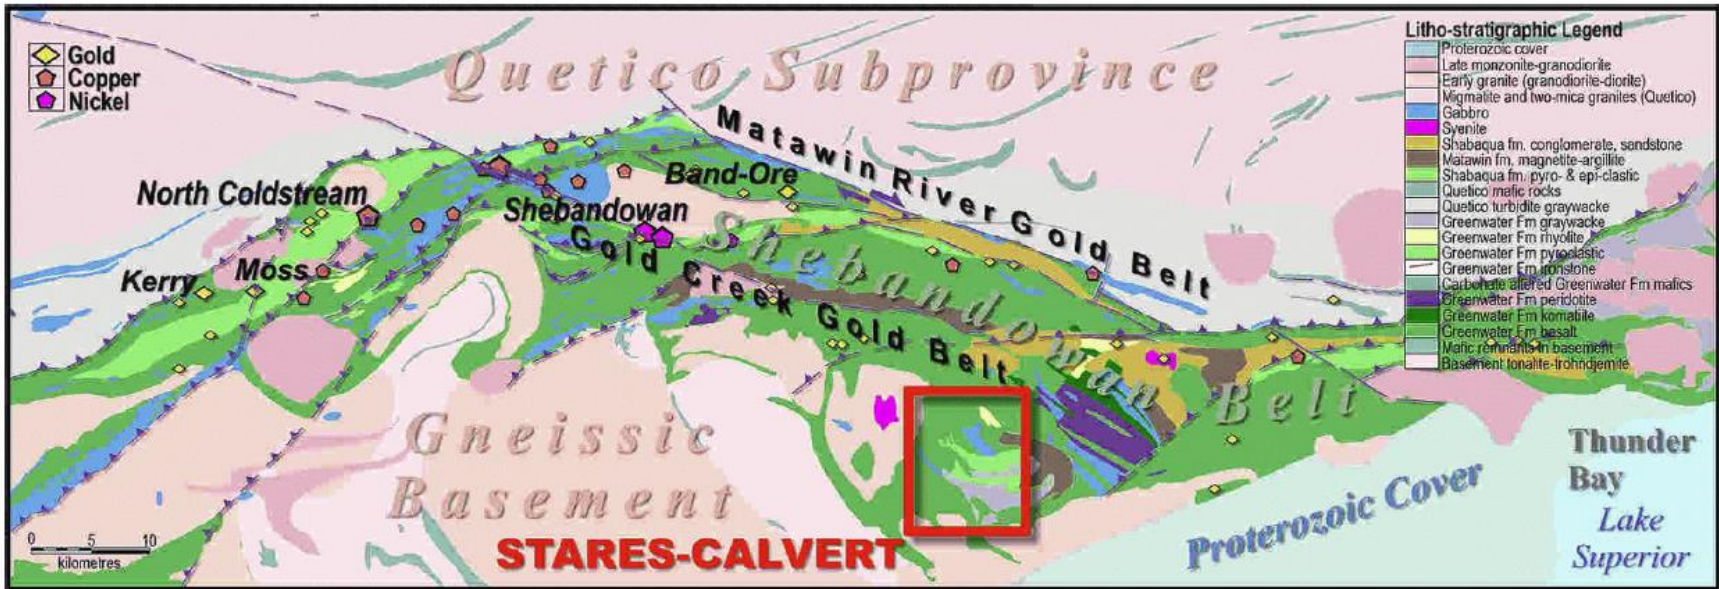 Gold
Copper
Nickel
Quetico Subprovince
Matawin River Gold Belt
Band-Ore
North Coldstream
Shebandowan
Gold Creek Gold Belt
Shebandowan Belt
Kerry
Moss
Gneissic
Basement
STARES-CALVERT
0 5 10
kilometres
Proterozoic Cover
Thunder
Bay
Lake
Superior
Litho-stratigraphic Legend
Proterozoic cover
Late monzonite-granodiorite
Early granite (granodiorite-diorite)
Migmatite and two-mica granites (Quetico)
Gabbro
Syenite
Shabaqua fm. conglomerate, sandstone
Matawin fm. magnetite-argillite
Shabaqua fm. pyro- & epi-clastic
Quetico mafic rocks
Quetico turbidite graywacke
Greenwater Fm graywacke
Greenwater Fm rhyolite
Greenwater Fm pyroclastic
Greenwater Fm ironstone
Carbonate altered Greenwater Fm mafics
Greenwater Fm peridotite
Greenwater Fm komatiite
Greenwater Fm basalt
Mafic remnants in basement
Basement tonalite-trohndjemite